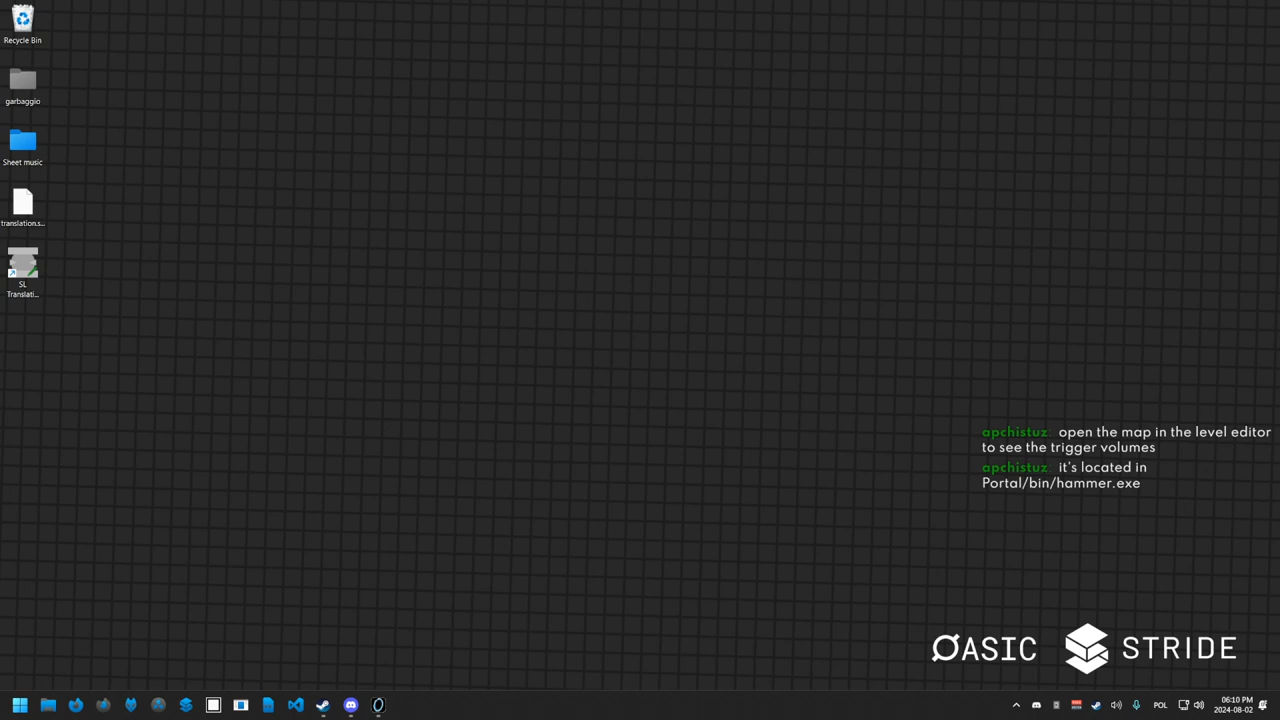 Recycle Bin
garbaggio
Sheet music
translation.s...
SL
Translati...
apchistuz open the map in the level editor
to see the trigger volumes
apchistuz it's located in
Portal/bin/hammer.exe
ØASIC STRIDE
POL
06:10 PM
2024-08-02